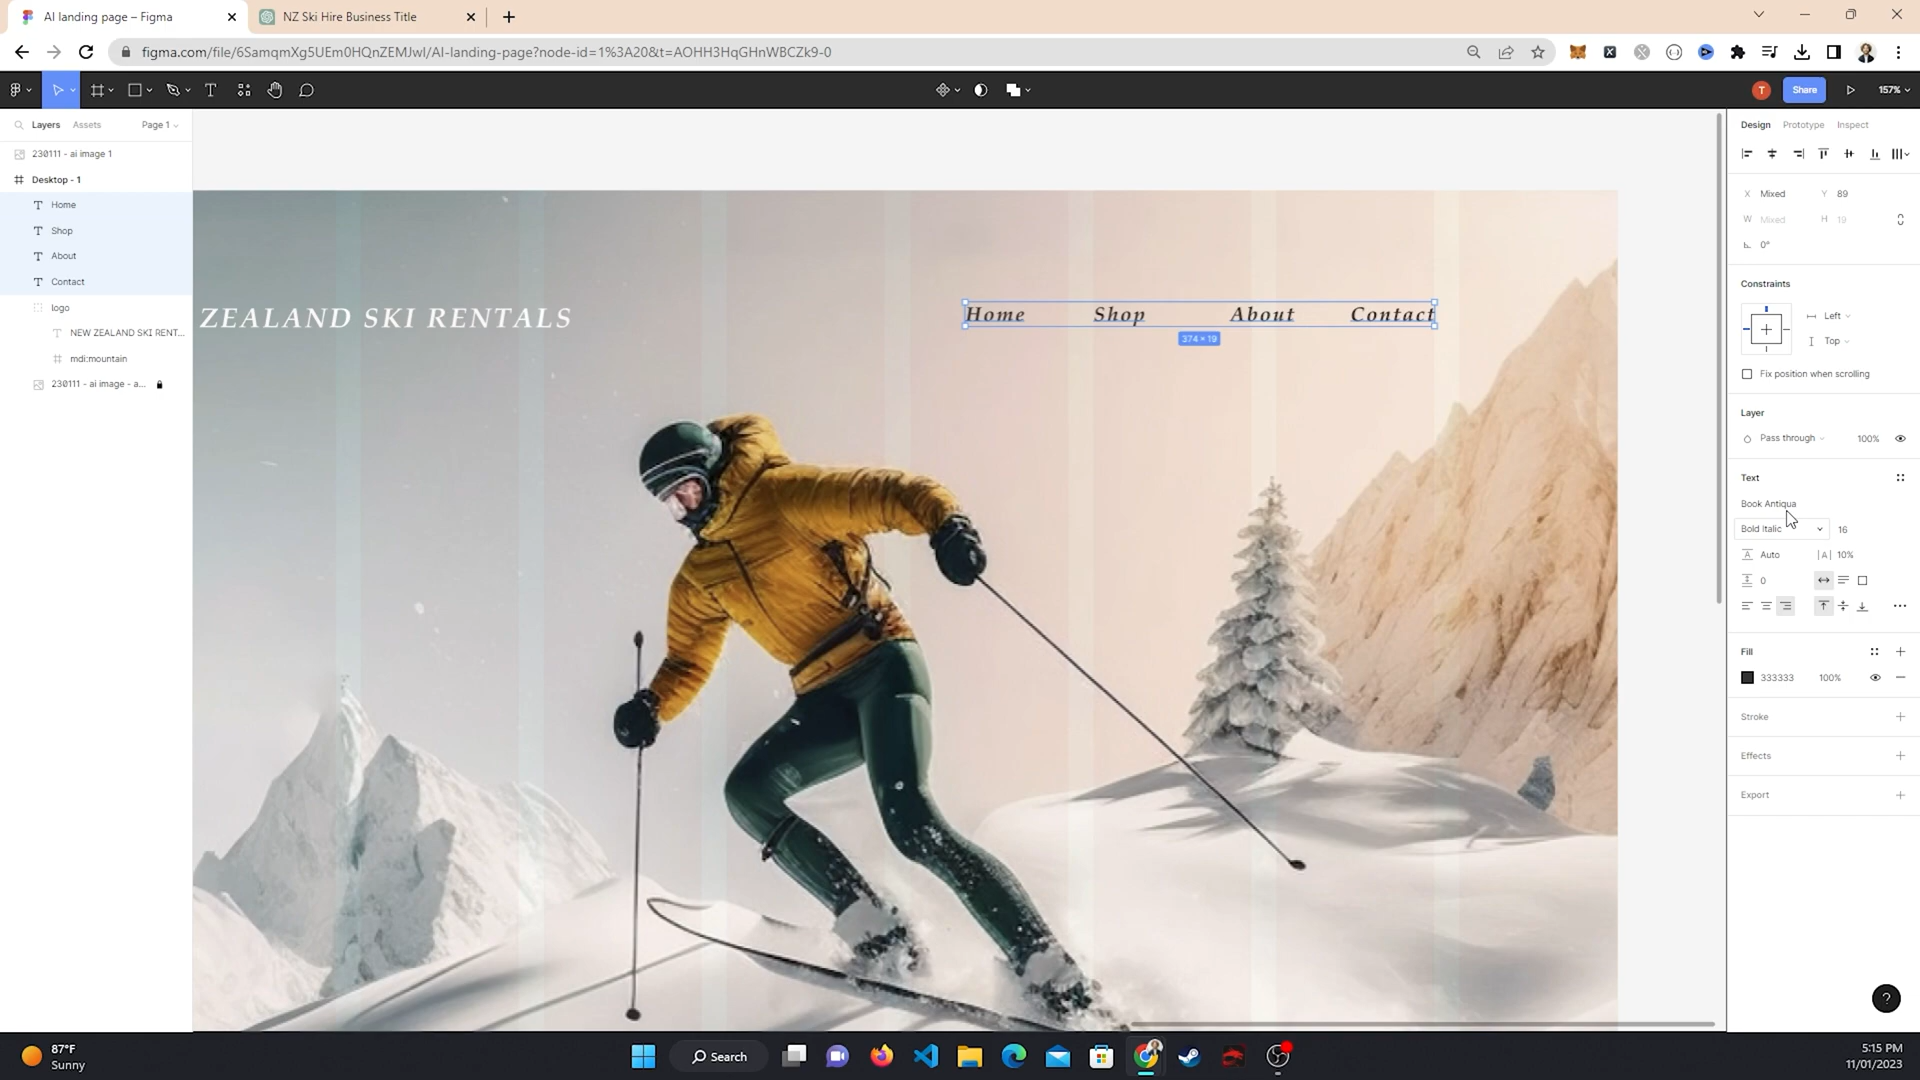 AI landing page – Figma
NZ Ski Hire Business Title
figma.com/file/6SamqmXg5UEm0HQnZEMJwI/AI-landing-page?node-id=1%3A20&t=AOHH3HqGHnWBCZk9-0
T
Share
157%
Layers
Assets
Page 1
230111 - ai image 1
Desktop - 1
Home
Shop
About
Contact
logo
NEW ZEALAND SKI RENT...
mdi:mountain
230111 - ai image - a...
ZEALAND SKI RENTALS
Home Shop About Contact
374 × 19
Design
Prototype
Inspect
X Mixed Y 89
W Mixed H 19
0°
Constraints
Left
Top
Fix position when scrolling
Layer
Pass through 100%
Text
Book Antiqua
Bold Italic 16
Auto 10%
0
Fill
333333 100%
Stroke
Effects
Export
?
87°F
Sunny
Search
5:15 PM
11/01/2023